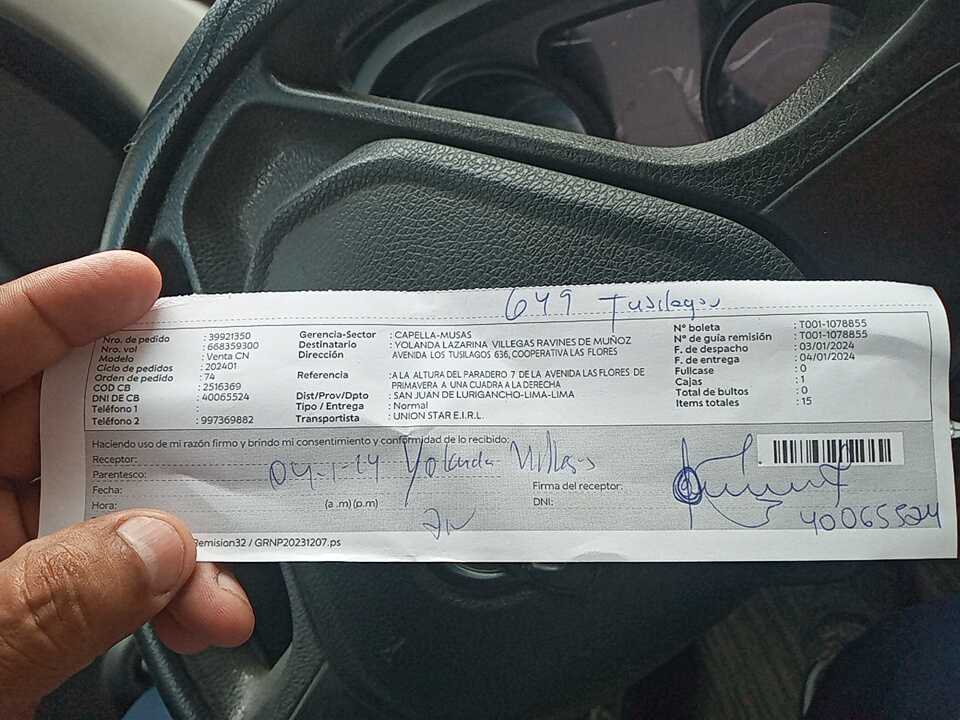 649 Tusilagos
Nro. de pedido : 39921350
Nro. vol : 668359300
Modelo : Venta CN
Ciclo de pedidos : 202401
Orden de pedido : 74
COD CB : 2516369
DNI DE CB : 40065524
Teléfono 1 :
Teléfono 2 : 997369882
Gerencia-Sector : CAPELLA-MUSAS
Destinatario : YOLANDA LAZARINA VILLEGAS RAVINES DE MUÑOZ
Dirección AVENIDA LOS TUSILAGOS 636, COOPERATIVA LAS FLORES
Referencia :A LA ALTURA DEL PARADERO 7 DE LA AVENIDA LAS FLORES DE
PRIMAVERA A UNA CUADRA A LA DERECHA
Dist/Prov/Dpto : SAN JUAN DE LURIGANCHO-LIMA-LIMA
Tipo / Entrega : Normal
Transportista : UNION STAR E.I.R.L.
N° boleta : T001-1078855
N° de guía remisión : T001-1078855
F. de despacho : 03/01/2024
F. de entrega : 04/01/2024
Fullcase : 0
Cajas : 1
Total de bultos : 0
Items totales : 15
Haciendo uso de mi razón firmo y brindo mi consentimiento y conformidad de lo recibido:
Receptor: Yolanda Villegas
Parentesco:
Fecha: 04-1-24
Hora: (a .m) (p.m)
Firma del receptor:
DNI: 40065524
Remision32 / GRNP20231207.ps